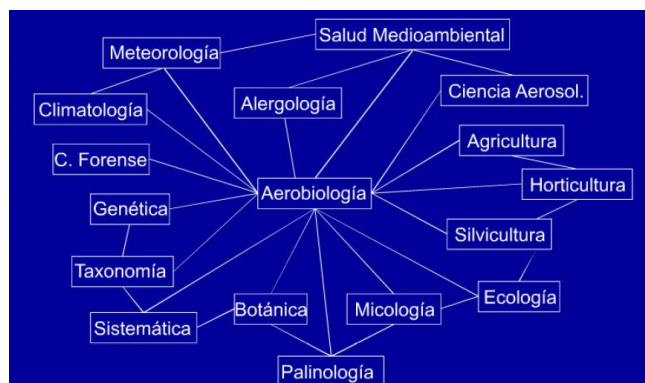 Salud Medioambiental
Meteorología
Climatología
Alergología
Ciencia Aerosol.
Agricultura
C. Forense
Aerobiología
Horticultura
Genética
Silvicultura
Taxonomía
Ecología
Botánica
Micología
Sistemática
Palinología